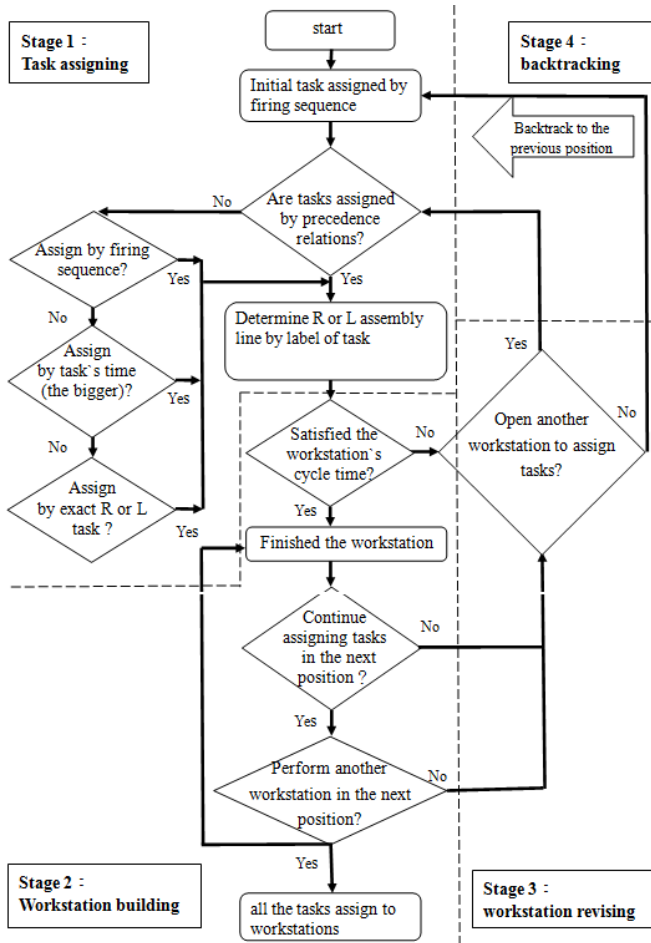 Stage 1：
Task assigning
start
Stage 4：
backtracking
Initial task assigned by
firing sequence
Backtrack to the
previous position
No
Are tasks assigned
by precedence
relations?
Assign by firing
sequence?
Yes
Yes
No
Determine R or L assembly
line by label of task
Assign
by task`s time
(the bigger)?
Yes
Yes
No
No
Satisfied the
workstation`s
cycle time?
No
Open another
workstation to assign
tasks?
Assign
by exact R or L
task ?
Yes
Yes
Finished the workstation
Continue
assigning tasks
in the next
position ?
No
Yes
Perform another
workstation in the next
position?
No
Yes
Stage 2：
Workstation building
Stage 3：
workstation revising
all the tasks assign to
workstations